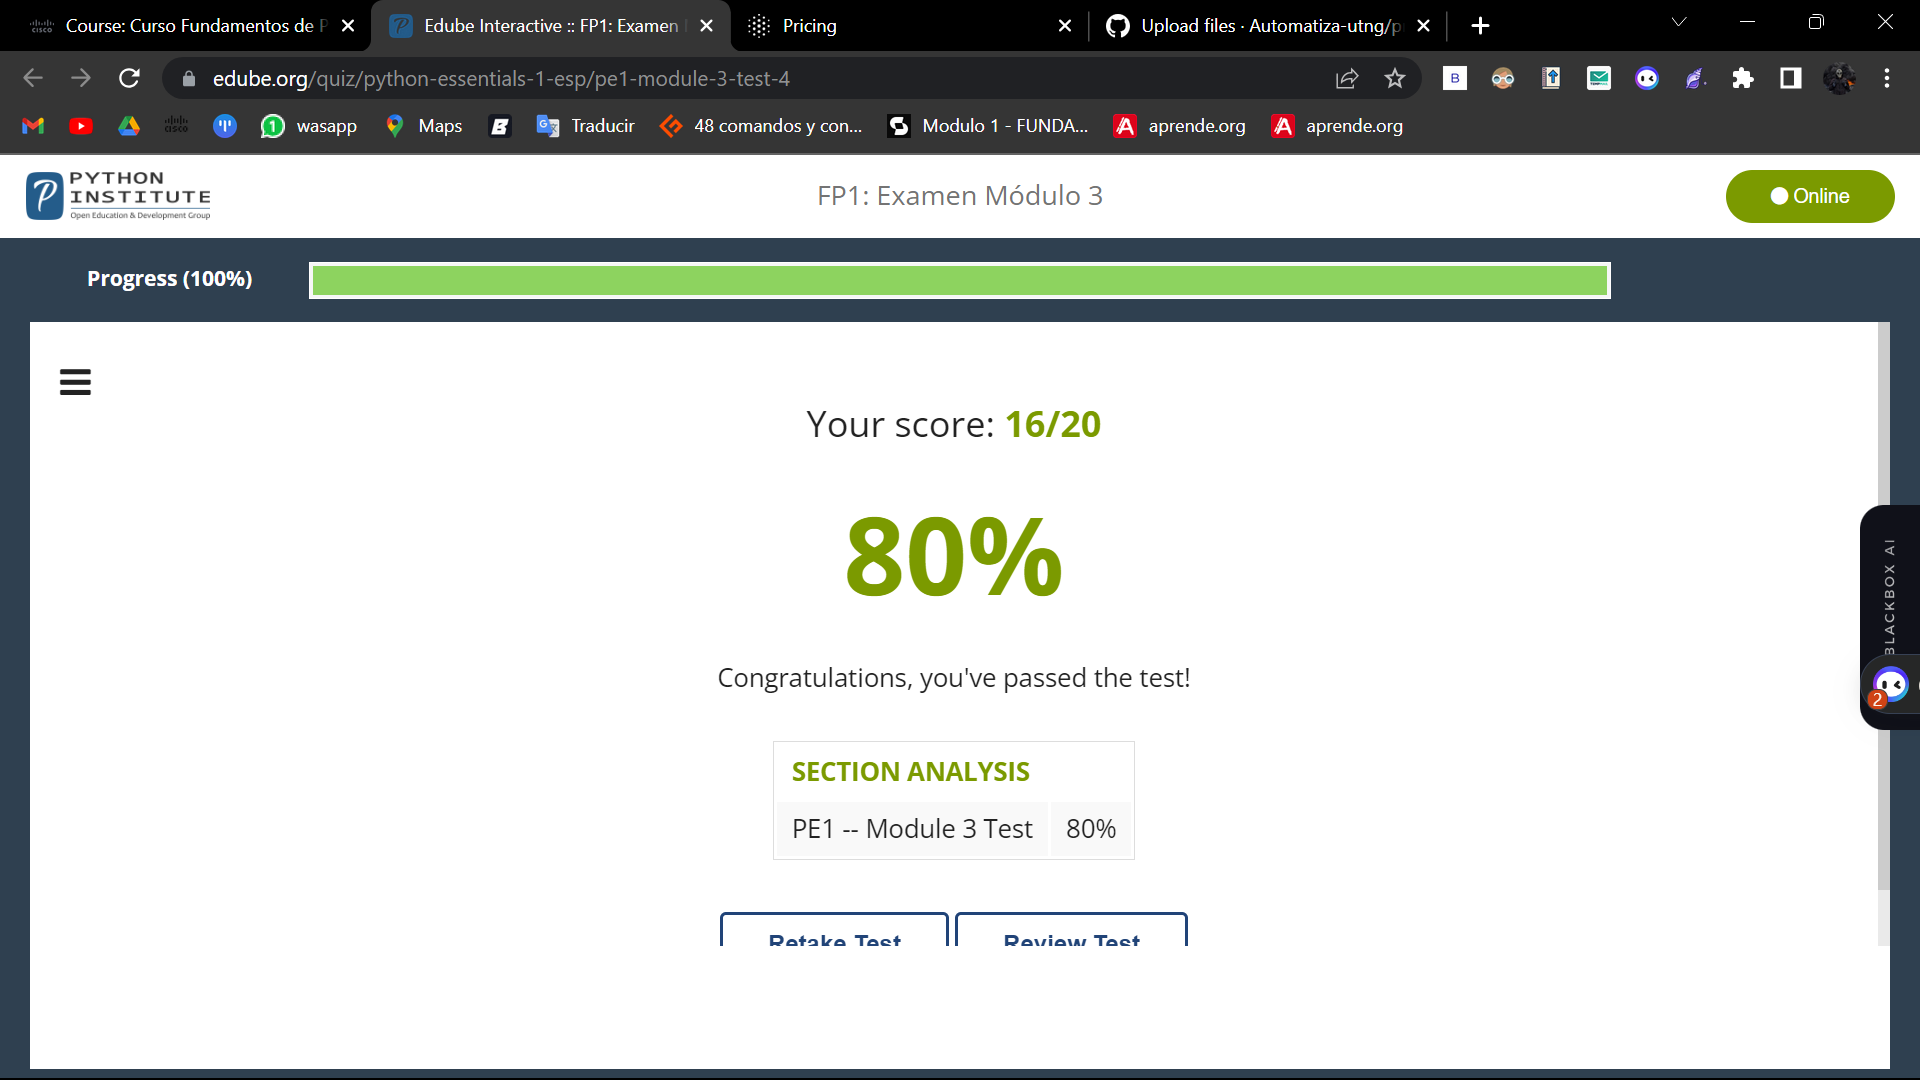 Course: Curso Fundamentos de P
Edube Interactive :: FP1: Examen
Pricing
Upload files · Automatiza-utng/p
edube.org/quiz/python-essentials-1-esp/pe1-module-3-test-4
wasapp
Maps
Traducir
48 comandos y con...
Modulo 1 - FUNDA...
aprende.org
aprende.org
PYTHON
INSTITUTE
Open Education & Development Group
FP1: Examen Módulo 3
Online
Progress (100%)
Your score: 16/20
80%
Congratulations, you've passed the test!
SECTION ANALYSIS
PE1 -- Module 3 Test 80%
Retake Test
Review Test
BLACKBOX AI
2